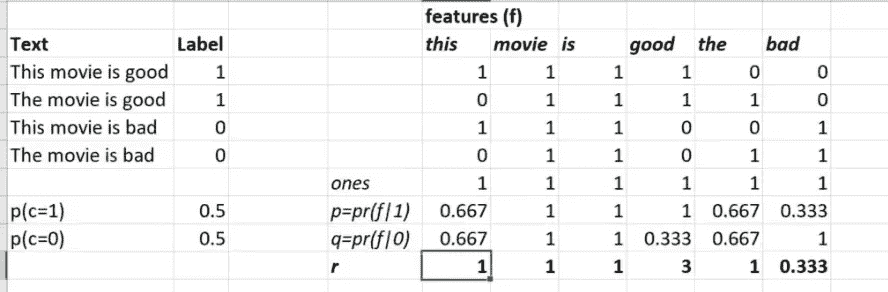 features (f)
Text Label this movie is good the bad
This movie is good 1 1 1 1 1 0 0
The movie is good 1 0 1 1 1 1 0
This movie is bad 0 1 1 1 0 0 1
The movie is bad 0 0 1 1 0 1 1
ones 1 1 1 1 1 1
p(c=1) 0.5 p=pr(f|1) 0.667 1 1 1 0.667 0.333
p(c=0) 0.5 q=pr(f|0) 0.667 1 1 0.333 0.667 1
r 1 1 1 3 1 0.333